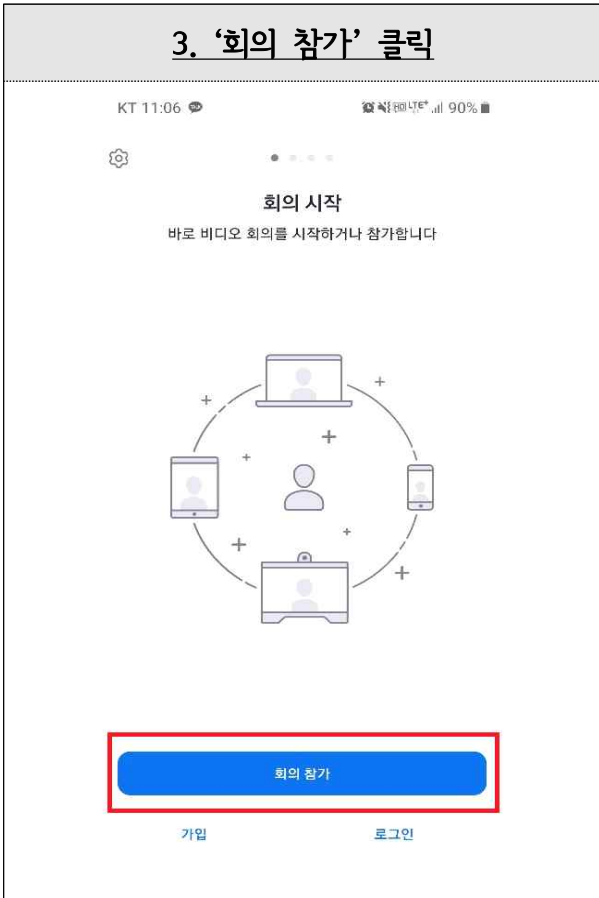 3. ‘회의 참가’ 클릭
KT 11:06
HD LTE+ 90%
회의 시작
바로 비디오 회의를 시작하거나 참가합니다
회의 참가
가입 로그인